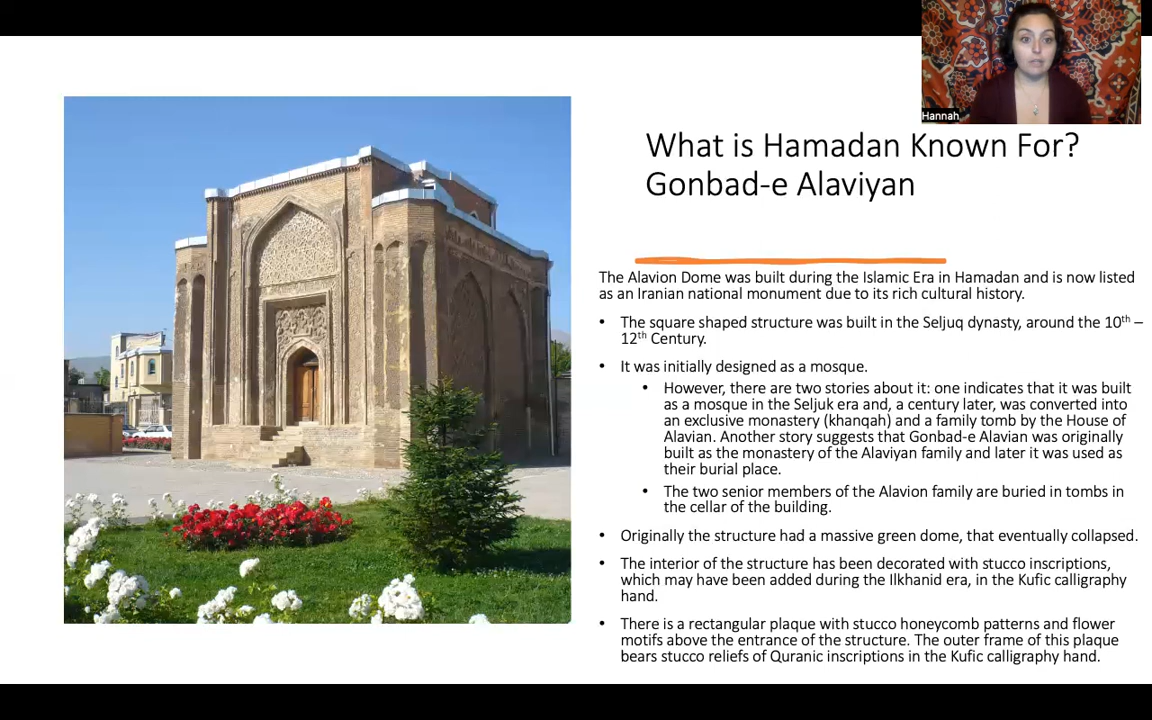 Hannah
What is Hamadan Known For?
Gonbad-e Alaviyan
The Alavion Dome was built during the Islamic Era in Hamadan and is now listed
as an Iranian national monument due to its rich cultural history.
• The square shaped structure was built in the Seljuq dynasty, around the 10th –
12th Century.
• It was initially designed as a mosque.
• However, there are two stories about it: one indicates that it was built
as a mosque in the Seljuk era and, a century later, was converted into
an exclusive monastery (khanqah) and a family tomb by the House of
Alavian. Another story suggests that Gonbad-e Alavian was originally
built as the monastery of the Alaviyan family and later it was used as
their burial place.
• The two senior members of the Alavion family are buried in tombs in
the cellar of the building.
• Originally the structure had a massive green dome, that eventually collapsed.
• The interior of the structure has been decorated with stucco inscriptions,
which may have been added during the Ilkhanid era, in the Kufic calligraphy
hand.
• There is a rectangular plaque with stucco honeycomb patterns and flower
motifs above the entrance of the structure. The outer frame of this plaque
bears stucco reliefs of Quranic inscriptions in the Kufic calligraphy hand.